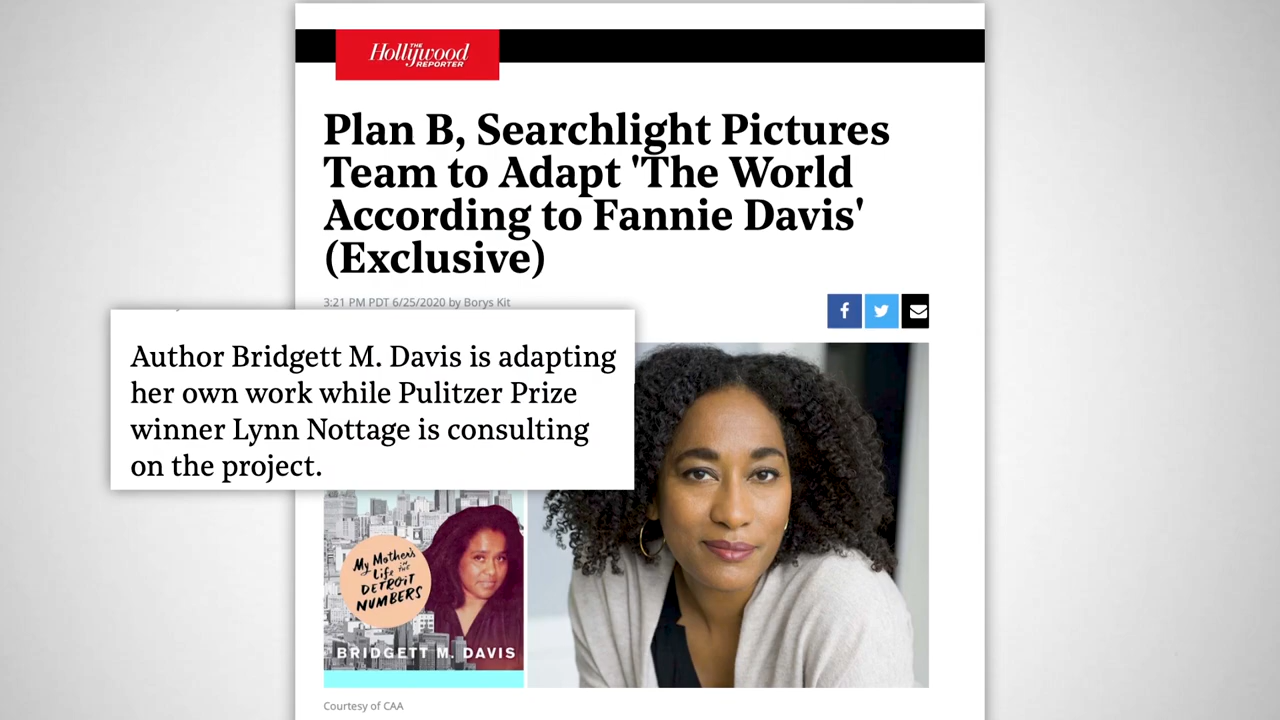 The Hollywood
REPORTER
Plan B, Searchlight Pictures
Team to Adapt 'The World
According to Fannie Davis'
(Exclusive)
3:21 PM PDT 6/25/2020 by Borys Kit
Author Bridgett M. Davis is adapting
her own work while Pulitzer Prize
winner Lynn Nottage is consulting
on the project.
My Mother's
Life in the
DETROIT
NUMBERS
BRIDGETT M. DAVIS
Courtesy of CAA